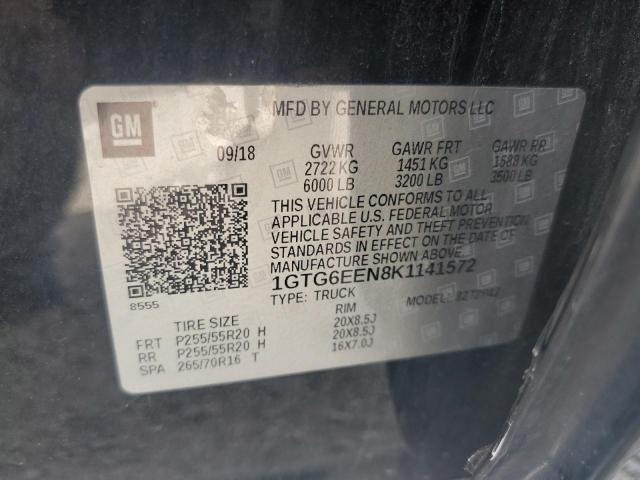 GM
MFD BY GENERAL MOTORS LLC
09/18 GVWR GAWR FRT GAWR RR
2722 KG 1451 KG 1588 KG
6000 LB 3200 LB 3500 LB
THIS VEHICLE CONFORMS TO ALL
APPLICABLE U.S. FEDERAL MOTOR
VEHICLE SAFETY AND THEFT PREVENTION
STANDARDS IN EFFECT ON THE DATE OF
MANUFACTURE SHOWN ABOVE.
1GTG6EEN8K1141572
8555
TYPE: TRUCK MODEL:
TIRE SIZE RIM
FRT P255/55R20 H 20X8.5J
RR P255/55R20 H 20X8.5J
SPA 265/70R16 T 16X7.0J